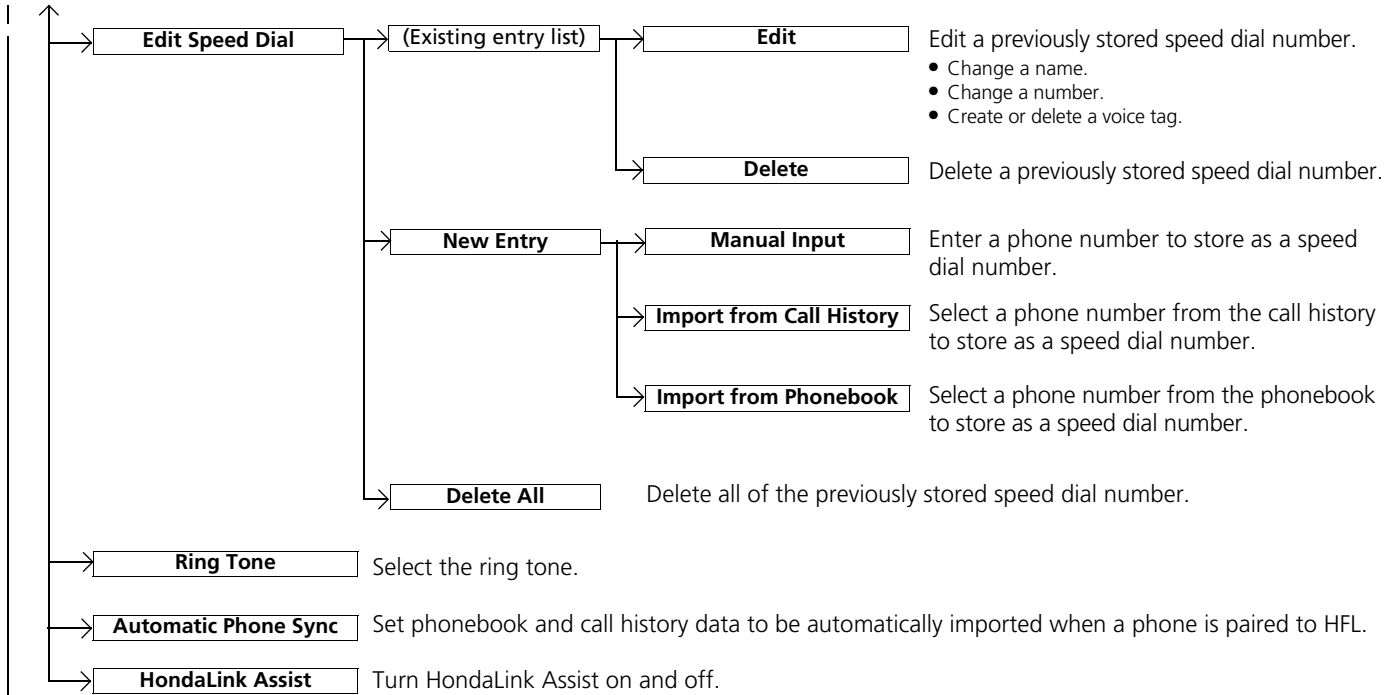 Edit Speed Dial
(Existing entry list)
Edit
Edit a previously stored speed dial number.
• Change a name.
• Change a number.
• Create or delete a voice tag.
Delete
Delete a previously stored speed dial number.
New Entry
Manual Input
Enter a phone number to store as a speed
dial number.
Import from Call History
Select a phone number from the call history
to store as a speed dial number.
Import from Phonebook
Select a phone number from the phonebook
to store as a speed dial number.
Delete All
Delete all of the previously stored speed dial number.
Ring Tone
Select the ring tone.
Automatic Phone Sync
Set phonebook and call history data to be automatically imported when a phone is paired to HFL.
HondaLink Assist
Turn HondaLink Assist on and off.